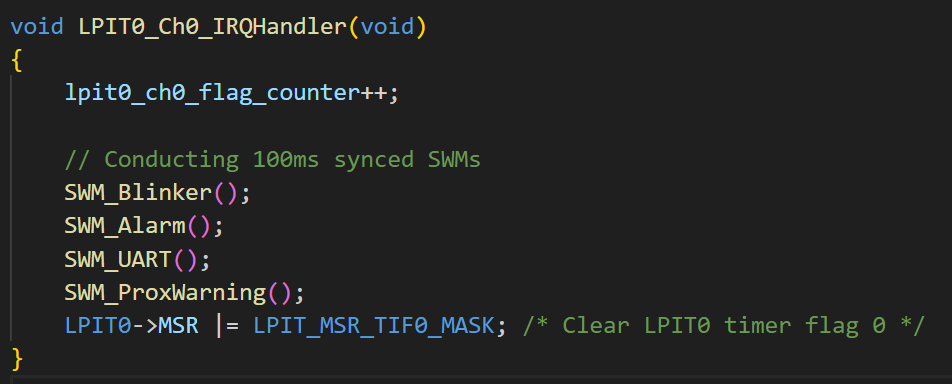 void LPIT0_Ch0_IRQHandler(void)
{
    lpit0_ch0_flag_counter++;

    // Conducting 100ms synced SWMs
    SWM_Blinker();
    SWM_Alarm();
    SWM_UART();
    SWM_ProxWarning();
    LPIT0->MSR |= LPIT_MSR_TIF0_MASK; /* Clear LPIT0 timer flag 0 */
}